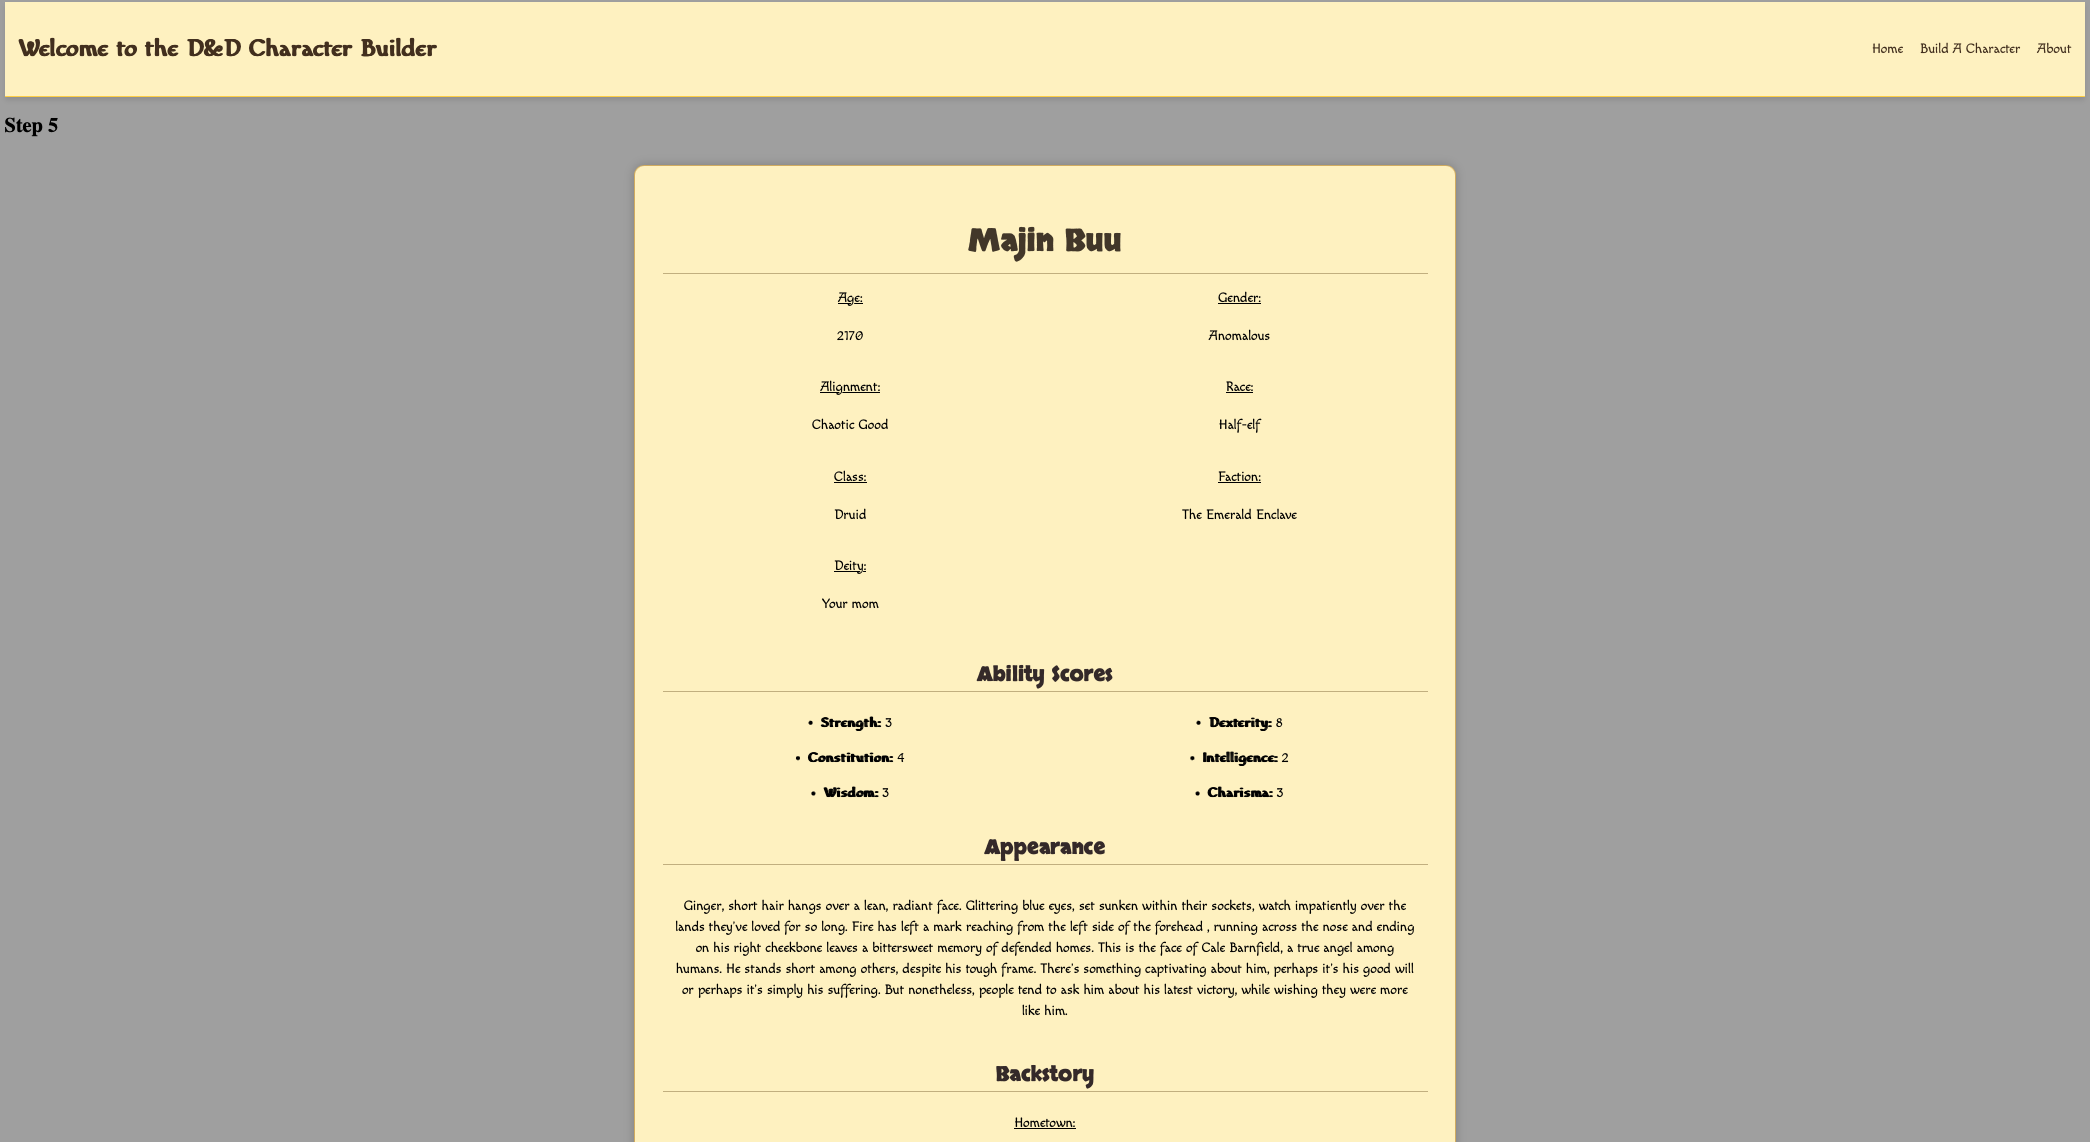 Welcome to the D&D Character Builder
Home Build A Character About
Step 5
Majin Buu
Age: Gender:
2170 Anomalous
Alignment: Race:
Chaotic Good Half-elf
Class: Faction:
Druid The Emerald Enclave
Deity:
Your mom
Ability Scores
• Strength: 3 • Dexterity: 8
• Constitution: 4 • Intelligence: 2
• Wisdom: 3 • Charisma: 3
Appearance
Ginger, short hair hangs over a lean, radiant face. Glittering blue eyes, set sunken within their sockets, watch impatiently over the
lands they've loved for so long. Fire has left a mark reaching from the left side of the forehead , running across the nose and ending
on his right cheekbone leaves a bittersweet memory of defended homes. This is the face of Cale Barnfield, a true angel among
humans. He stands short among others, despite his tough frame. There's something captivating about him, perhaps it's his good will
or perhaps it's simply his suffering. But nonetheless, people tend to ask him about his latest victory, while wishing they were more
like him.
Backstory
Hometown: